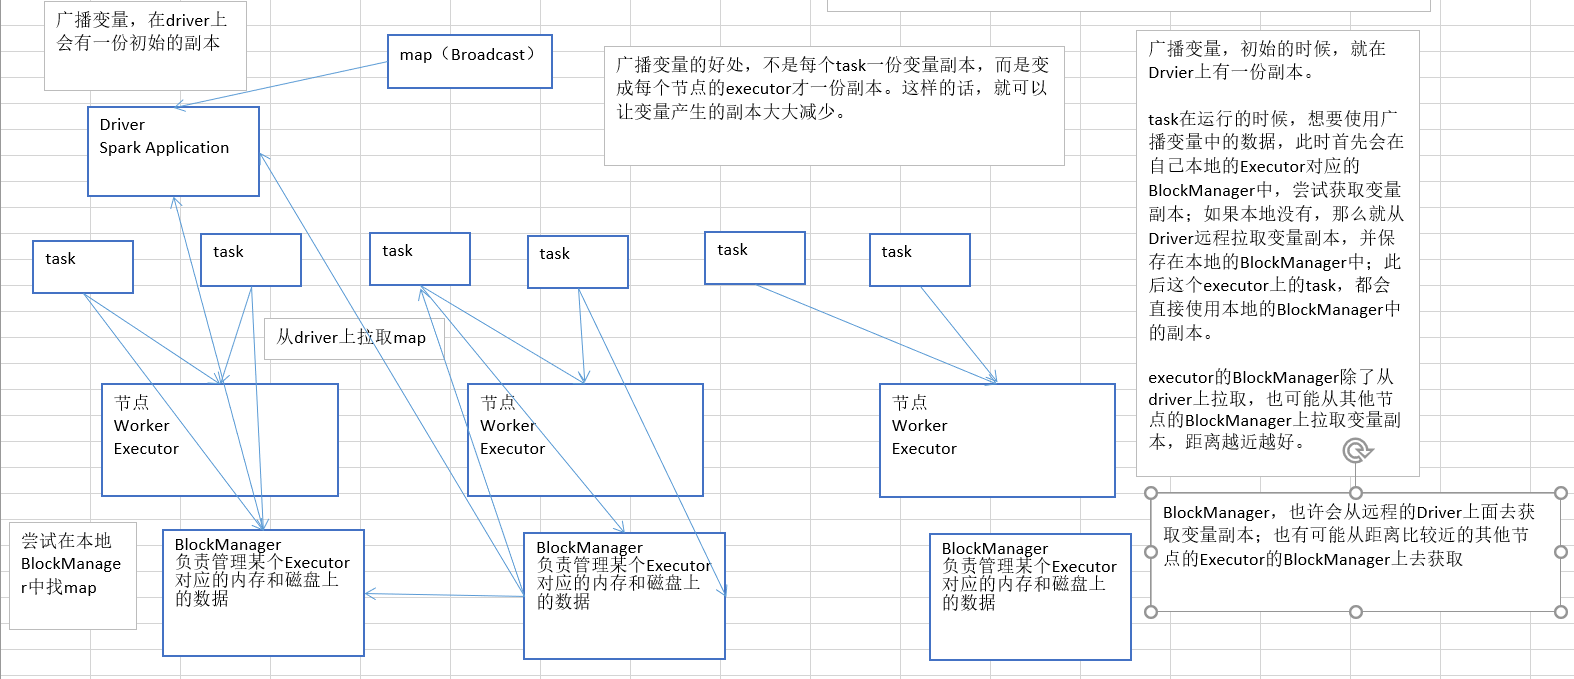 广播变量，在driver上
会有一份初始的副本
map（Broadcast）
广播变量的好处，不是每个task一份变量副本，而是变
成每个节点的executor才一份副本。这样的话，就可以
让变量产生的副本大大减少。
Driver
Spark Application
task
task
task
task
task
task
从driver上拉取map
节点
Worker
Executor
节点
Worker
Executor
节点
Worker
Executor
尝试在本地
BlockManage
r中找map
BlockManager
负责管理某个Executor
对应的内存和磁盘上
的数据
BlockManager
负责管理某个Executor
对应的内存和磁盘上
的数据
BlockManager
负责管理某个Executor
对应的内存和磁盘上
的数据
广播变量，初始的时候，就在
Drvier上有一份副本。
task在运行的时候，想要使用广
播变量中的数据，此时首先会在
自己本地的Executor对应的
BlockManager中，尝试获取变量
副本；如果本地没有，那么就从
Driver远程拉取变量副本，并保
存在本地的BlockManager中；此
后这个executor上的task，都会
直接使用本地的BlockManager中
的副本。
executor的BlockManager除了从
driver上拉取，也可能从其他节
点的BlockManager上拉取变量副
本，距离越近越好。
BlockManager，也许会从远程的Driver上面去获
取变量副本；也有可能从距离比较近的其他节
点的Executor的BlockManager上去获取